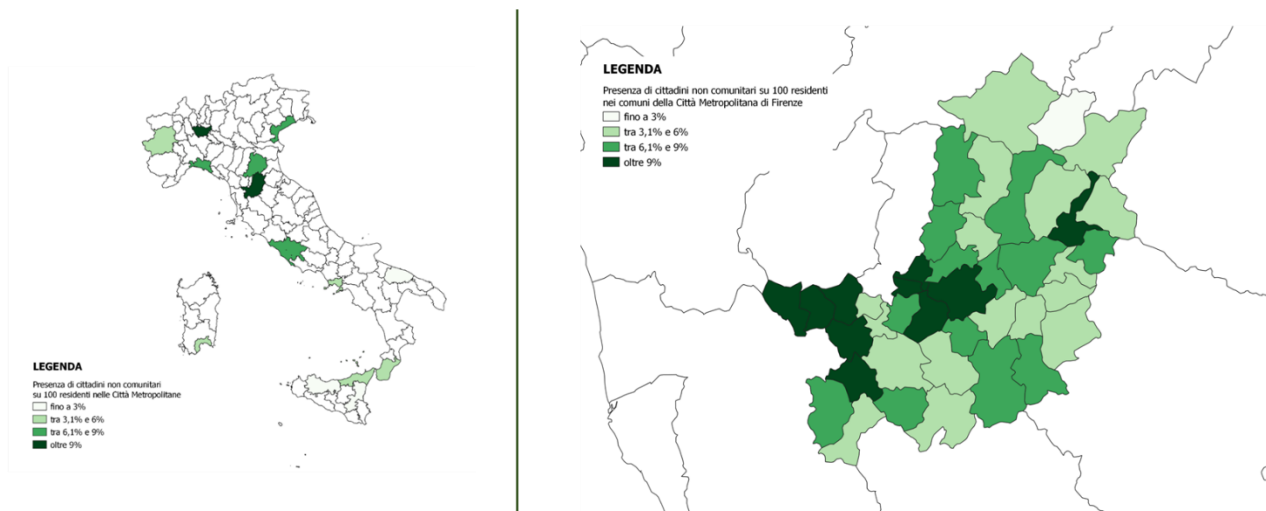 LEGENDA
Presenza di cittadini non comunitari
su 100 residenti nelle Città Metropolitane
fino a 3%
tra 3,1% e 6%
tra 6,1% e 9%
oltre 9%
LEGENDA
Presenza di cittadini non comunitari su 100 residenti
nei comuni della Città Metropolitana di Firenze
fino a 3%
tra 3,1% e 6%
tra 6,1% e 9%
oltre 9%